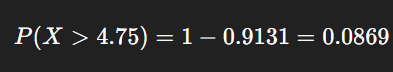 P(X > 4.75) = 1 − 0.9131 = 0.0869